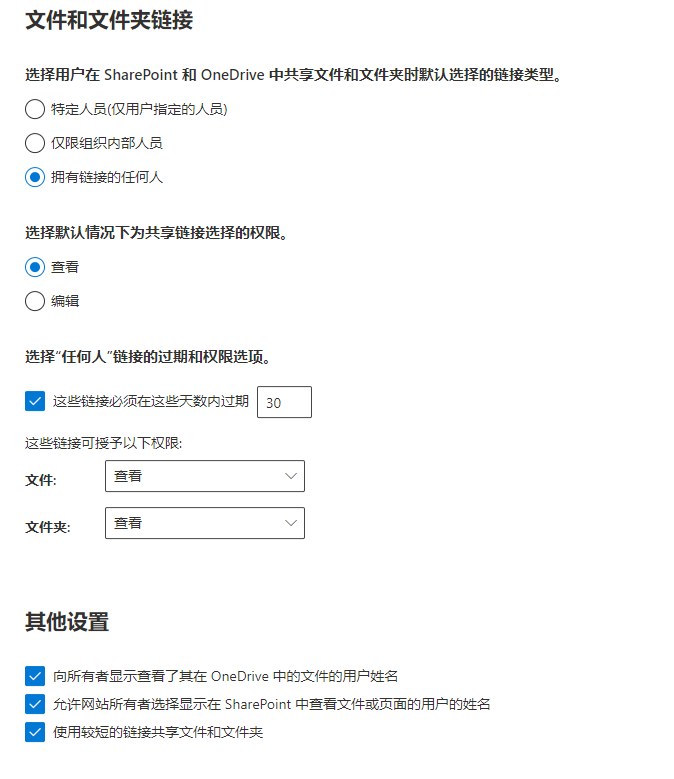 文件和文件夹链接
选择用户在 SharePoint 和 OneDrive 中共享文件和文件夹时默认选择的链接类型。
特定人员(仅用户指定的人员)
仅限组织内部人员
拥有链接的任何人
选择默认情况下为共享链接选择的权限。
查看
编辑
选择“任何人”链接的过期和权限选项。
这些链接必须在这些天数内过期 30
这些链接可授予以下权限:
文件: 查看
文件夹: 查看
其他设置
向所有者显示查看了其在 OneDrive 中的文件的用户姓名
允许网站所有者选择显示在 SharePoint 中查看文件或页面的用户的姓名
使用较短的链接共享文件和文件夹